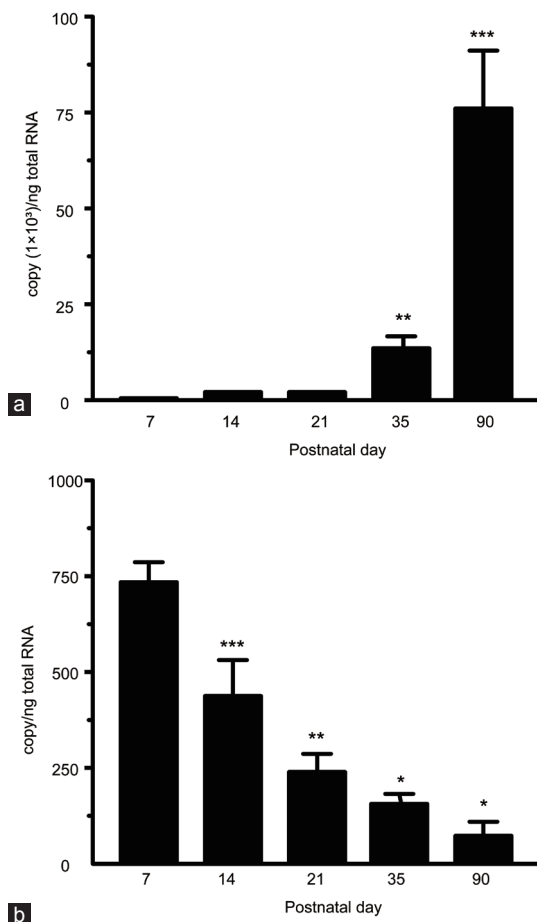 100
***
75
copy (1×10³)/ng total RNA
50
25
**
0
a
7 14 21 35 90
Postnatal day
1000
750
***
copy/ng total RNA
500
**
250
*
*
0
7 14 21 35 90
Postnatal day
b